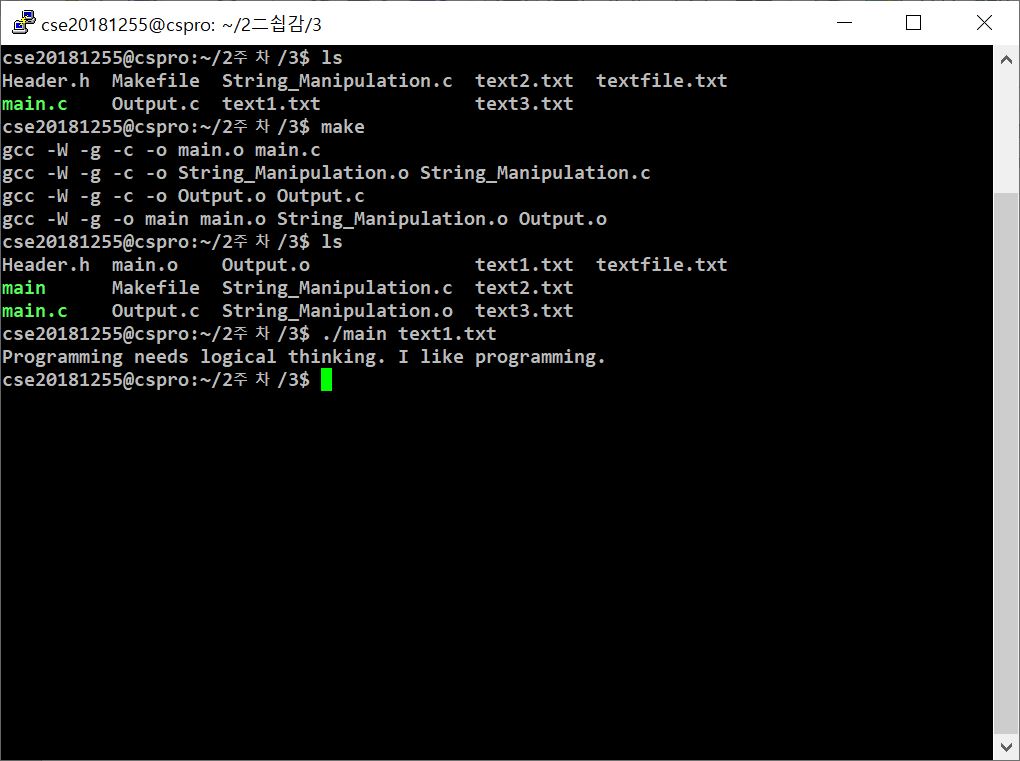 cse20181255@cspro: ~/2二쉽감/3
cse20181255@cspro:~/2주 차 /3$ ls
Header.h  Makefile  String_Manipulation.c  text2.txt  textfile.txt
main.c    Output.c  text1.txt              text3.txt
cse20181255@cspro:~/2주 차 /3$ make
gcc -W -g -c -o main.o main.c
gcc -W -g -c -o String_Manipulation.o String_Manipulation.c
gcc -W -g -c -o Output.o Output.c
gcc -W -g -o main main.o String_Manipulation.o Output.o
cse20181255@cspro:~/2주 차 /3$ ls
Header.h  main.o    Output.o               text1.txt  textfile.txt
main      Makefile  String_Manipulation.c  text2.txt
main.c    Output.c  String_Manipulation.o  text3.txt
cse20181255@cspro:~/2주 차 /3$ ./main text1.txt
Programming needs logical thinking. I like programming.
cse20181255@cspro:~/2주 차 /3$